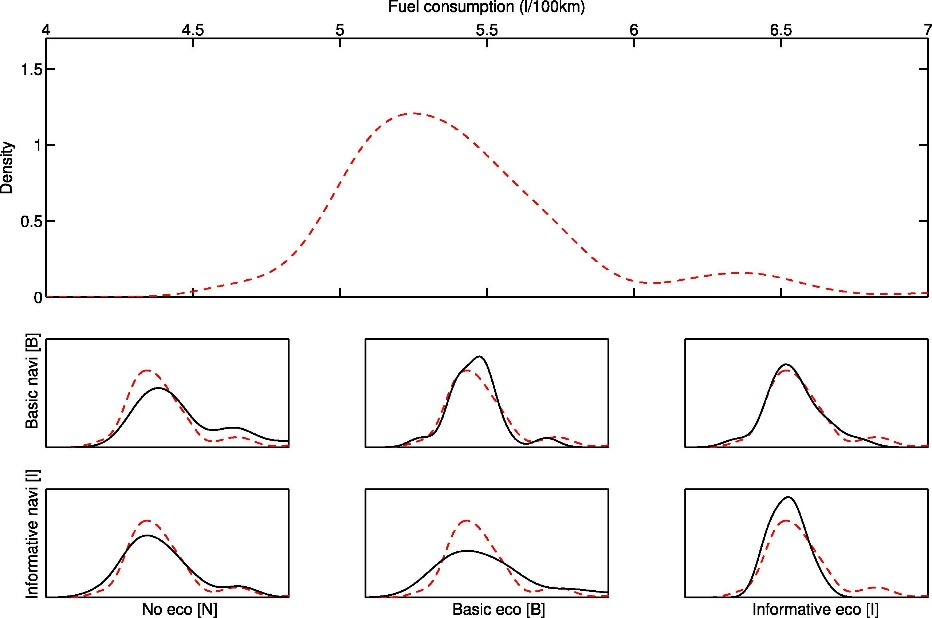 Fuel consumption (l/100km)
4 4.5 5 5.5 6 6.5 7
1.5
1
0.5
0
Density
Basic navi [B]
Informative navi [I]
No eco [N] Basic eco [B] Informative eco [I]